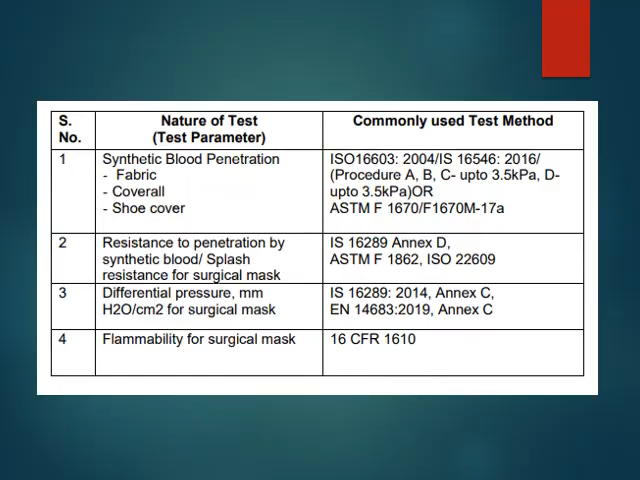 S. No.
Nature of Test
(Test Parameter)
Commonly used Test Method
1
Synthetic Blood Penetration
- Fabric
- Coverall
- Shoe cover
ISO16603: 2004/IS 16546: 2016/
(Procedure A, B, C- upto 3.5kPa, D-
upto 3.5kPa)OR
ASTM F 1670/F1670M-17a
2
Resistance to penetration by
synthetic blood/ Splash
resistance for surgical mask
IS 16289 Annex D,
ASTM F 1862, ISO 22609
3
Differential pressure, mm
H2O/cm2 for surgical mask
IS 16289: 2014, Annex C,
EN 14683:2019, Annex C
4
Flammability for surgical mask
16 CFR 1610